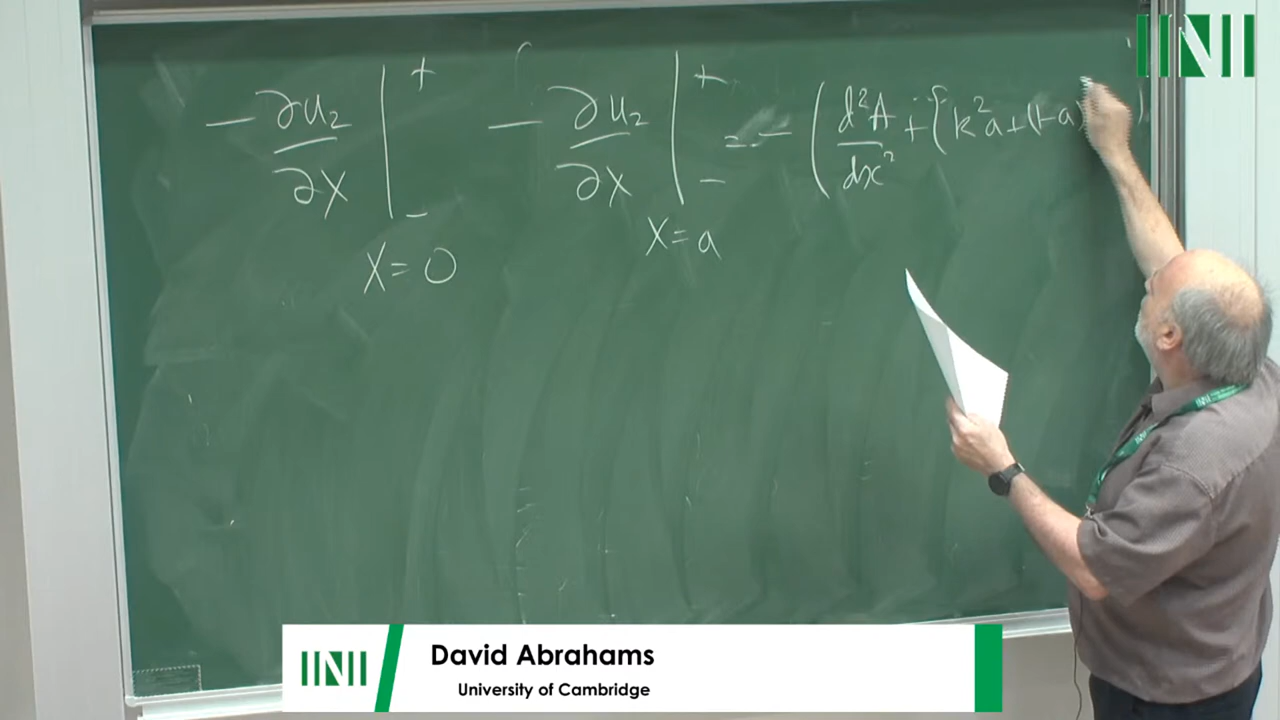 − ∂u₂/∂X |⁺₋ X=0 − ∂u₂/∂X |⁺₋ X=a = − ( d²A/dx² + { k²a + (1-a)
INI
INI
David Abrahams
University of Cambridge